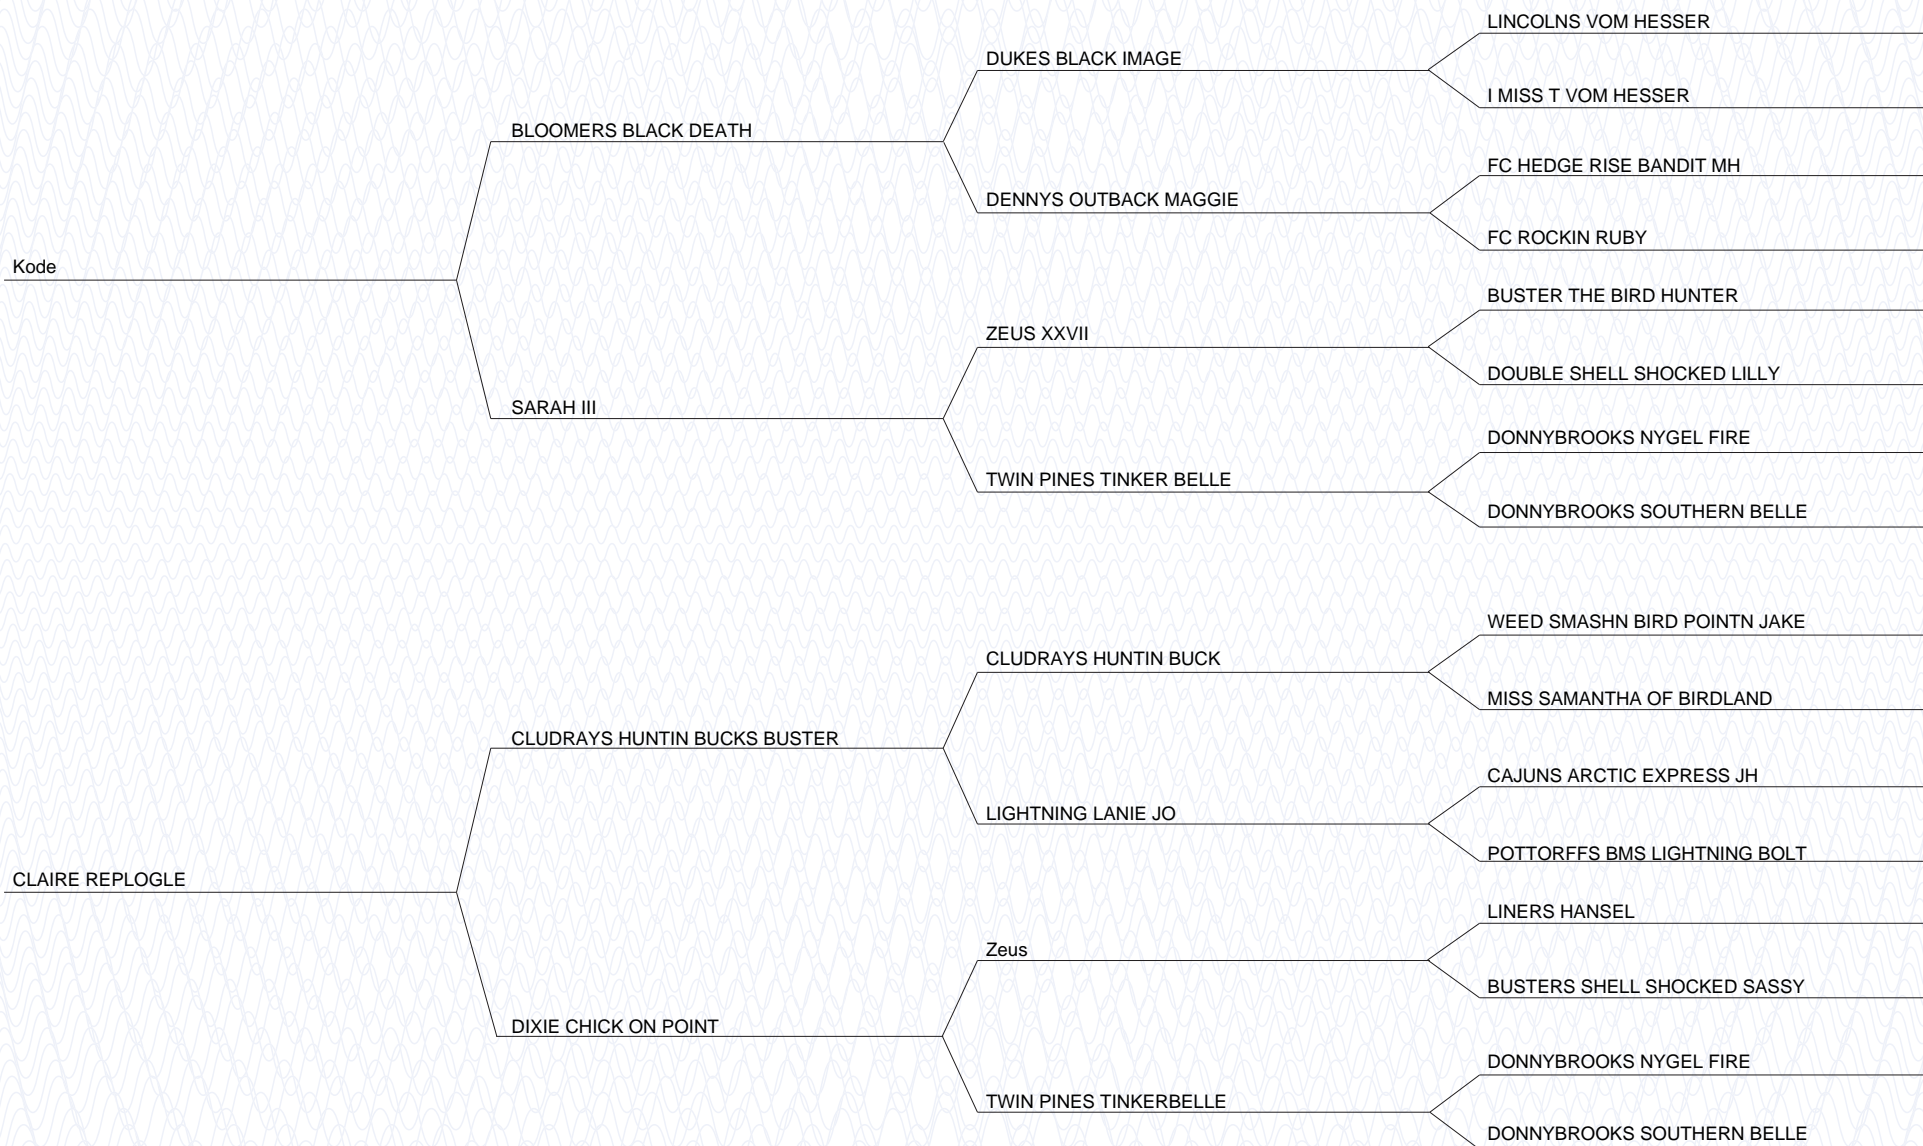 LINCOLNS VOM HESSER
DUKES BLACK IMAGE
I MISS T VOM HESSER
BLOOMERS BLACK DEATH
FC HEDGE RISE BANDIT MH
DENNYS OUTBACK MAGGIE
FC ROCKIN RUBY
Kode
BUSTER THE BIRD HUNTER
ZEUS XXVII
DOUBLE SHELL SHOCKED LILLY
SARAH III
DONNYBROOKS NYGEL FIRE
TWIN PINES TINKER BELLE
DONNYBROOKS SOUTHERN BELLE
WEED SMASHN BIRD POINTN JAKE
CLUDRAYS HUNTIN BUCK
MISS SAMANTHA OF BIRDLAND
CLUDRAYS HUNTIN BUCKS BUSTER
CAJUNS ARCTIC EXPRESS JH
LIGHTNING LANIE JO
POTTORFFS BMS LIGHTNING BOLT
CLAIRE REPLOGLE
LINERS HANSEL
Zeus
BUSTERS SHELL SHOCKED SASSY
DIXIE CHICK ON POINT
DONNYBROOKS NYGEL FIRE
TWIN PINES TINKERBELLE
DONNYBROOKS SOUTHERN BELLE